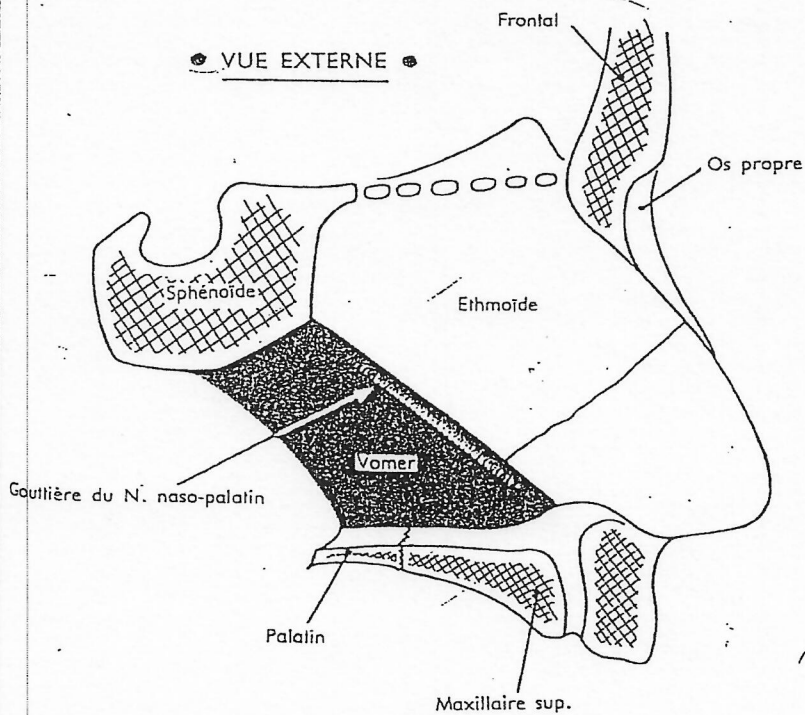 Frontal
VUE EXTERNE
Os propre
Sphénoïde
Ethmoïde
Vomer
Gouttière du N. naso-palatin
Palatin
Maxillaire sup.